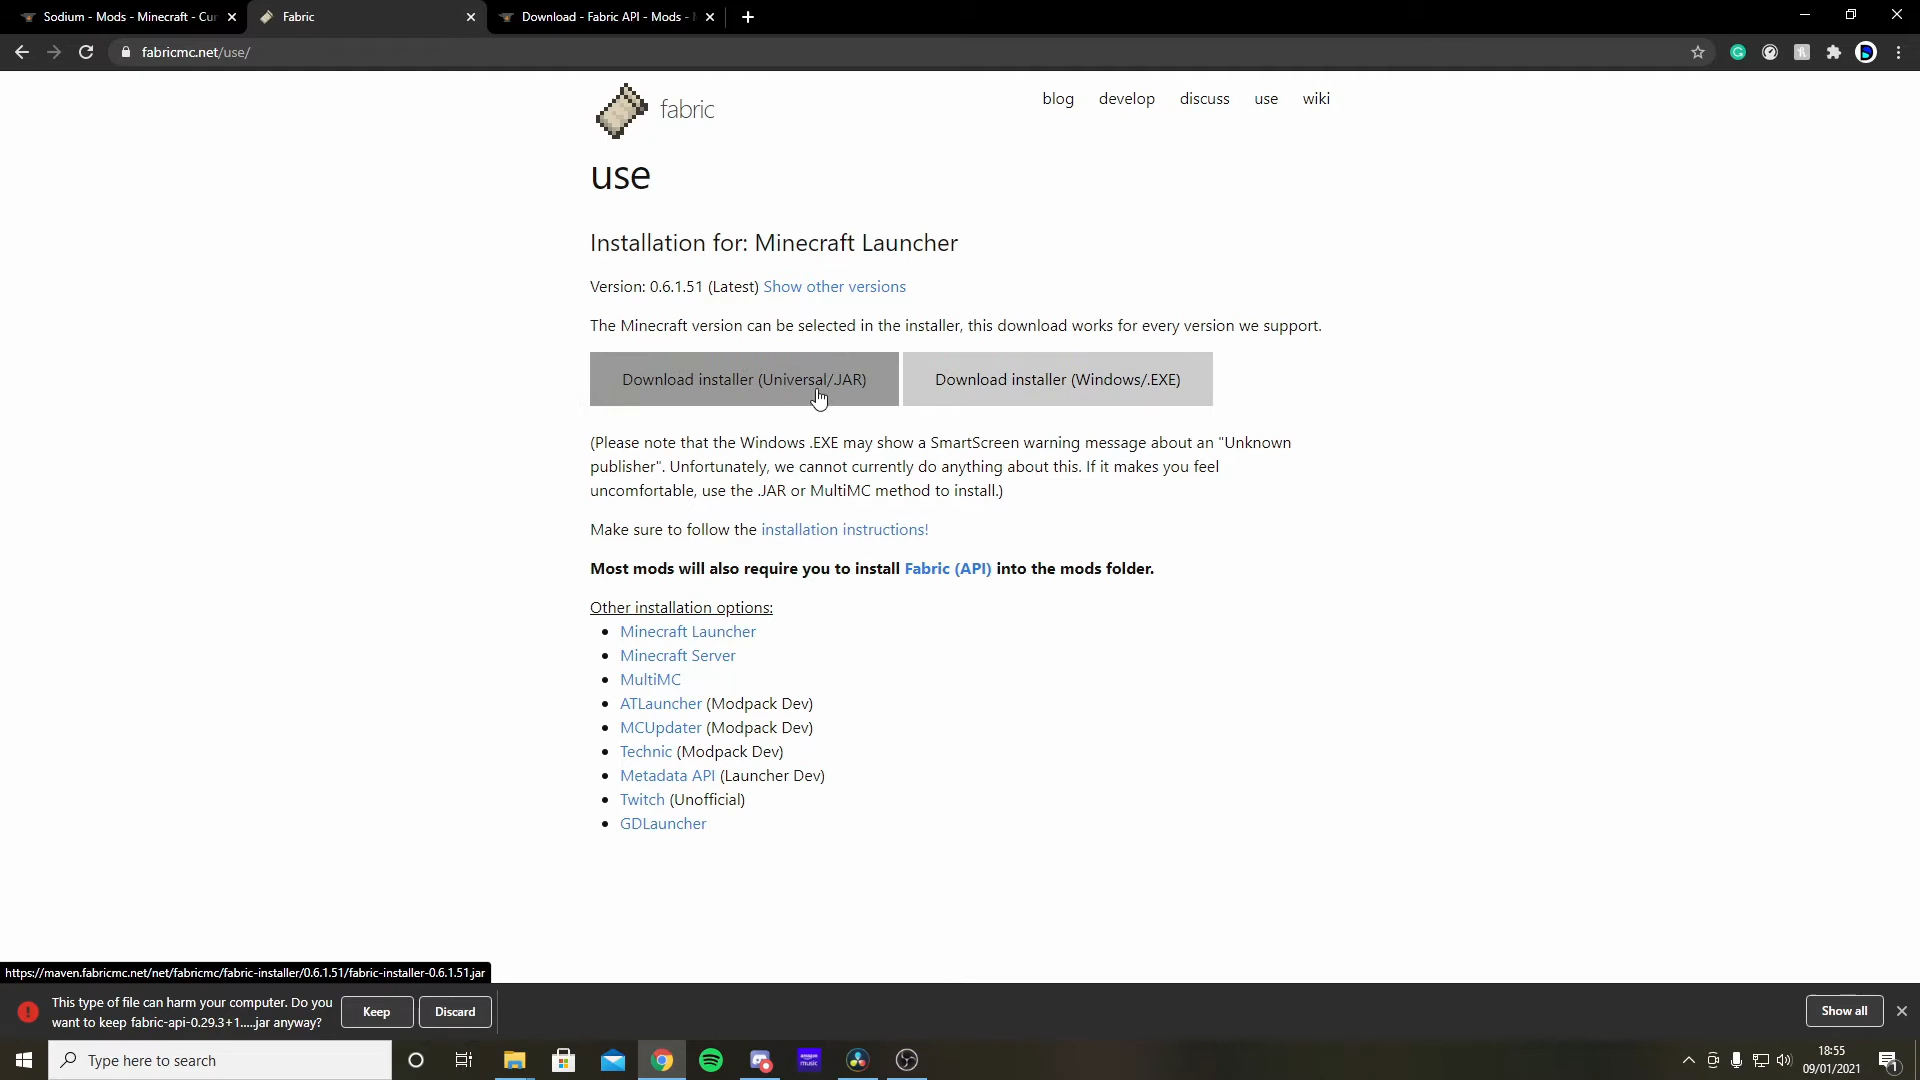 Sodium - Mods - Minecraft - Cur
Fabric
Download - Fabric API - Mods -
fabricmc.net/use/
fabric
blog
develop
discuss
use
wiki
use
Installation for: Minecraft Launcher
Version: 0.6.1.51 (Latest) Show other versions
The Minecraft version can be selected in the installer, this download works for every version we support.
Download installer (Universal/.JAR)
Download installer (Windows/.EXE)
(Please note that the Windows .EXE may show a SmartScreen warning message about an "Unknown
publisher". Unfortunately, we cannot currently do anything about this. If it makes you feel
uncomfortable, use the .JAR or MultiMC method to install.)
Make sure to follow the installation instructions!
Most mods will also require you to install Fabric (API) into the mods folder.
Other installation options:
Minecraft Launcher
Minecraft Server
MultiMC
ATLauncher (Modpack Dev)
MCUpdater (Modpack Dev)
Technic (Modpack Dev)
Metadata API (Launcher Dev)
Twitch (Unofficial)
GDLauncher
https://maven.fabricmc.net/net/fabricmc/fabric-installer/0.6.1.51/fabric-installer-0.6.1.51.jar
This type of file can harm your computer. Do you
want to keep fabric-api-0.29.3+1.....jar anyway?
Keep
Discard
Show all
Type here to search
amazon
music
18:55
09/01/2021
1